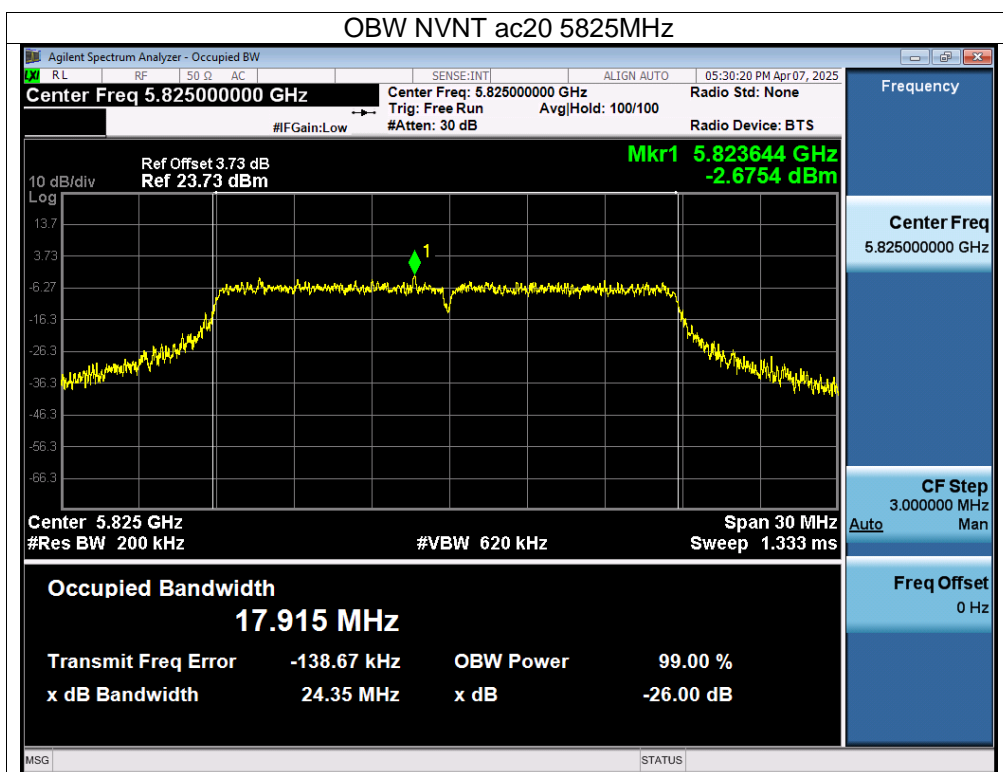 OBW NVNT ac20 5825MHz
Agilent Spectrum Analyzer - Occupied BW
LXI RL RF 50 Ω AC SENSE:INT ALIGN AUTO 05:30:20 PM Apr 07, 2025
Center Freq 5.825000000 GHz
Center Freq: 5.825000000 GHz
Radio Std: None
Trig: Free Run Avg|Hold: 100/100
#IFGain:Low #Atten: 30 dB Radio Device: BTS
Frequency
Ref Offset 3.73 dB
10 dB/div Ref 23.73 dBm
Mkr1 5.823644 GHz
-2.6754 dBm
Log
13.7
3.73
-6.27
-16.3
-26.3
-36.3
-46.3
-56.3
-66.3
1
Center 5.825 GHz Span 30 MHz
#Res BW 200 kHz #VBW 620 kHz Sweep 1.333 ms
Center Freq
5.825000000 GHz
CF Step
3.000000 MHz
Auto Man
Freq Offset
0 Hz
Occupied Bandwidth
17.915 MHz
Transmit Freq Error -138.67 kHz OBW Power 99.00 %
x dB Bandwidth 24.35 MHz x dB -26.00 dB
MSG STATUS